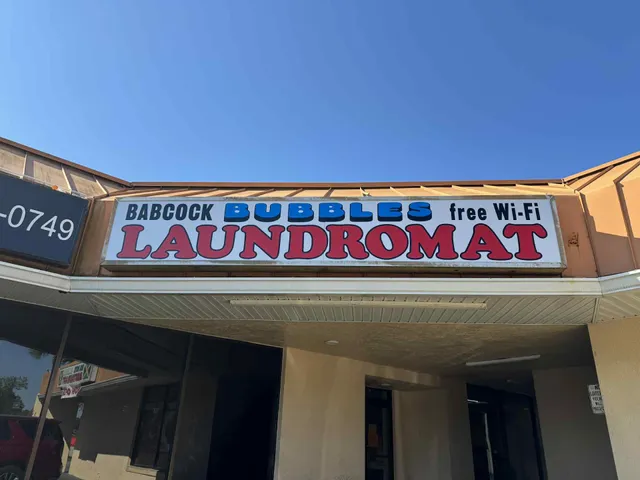 BABCOCK BUBBLES free Wi-Fi
LAUNDROMAT
-0749